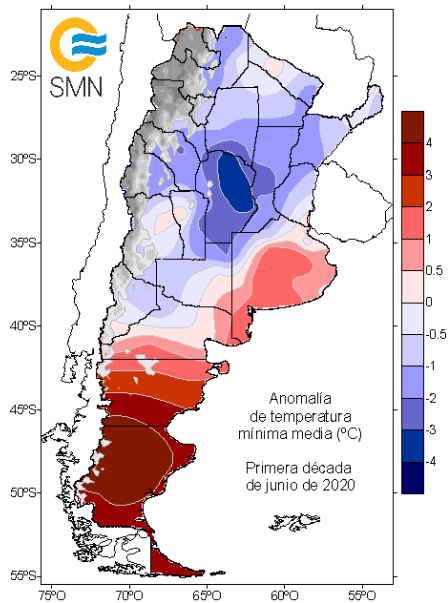 SMN
25ºS
30ºS
35ºS
40ºS
45ºS
50ºS
55ºS
75ºO
70ºO
65ºO
60ºO
55ºO
4
3
2
1
0.5
0
-0.5
-1
-2
-3
-4
Anomalía
de temperatura
mínima media (ºC)
Primera década
de junio de 2020